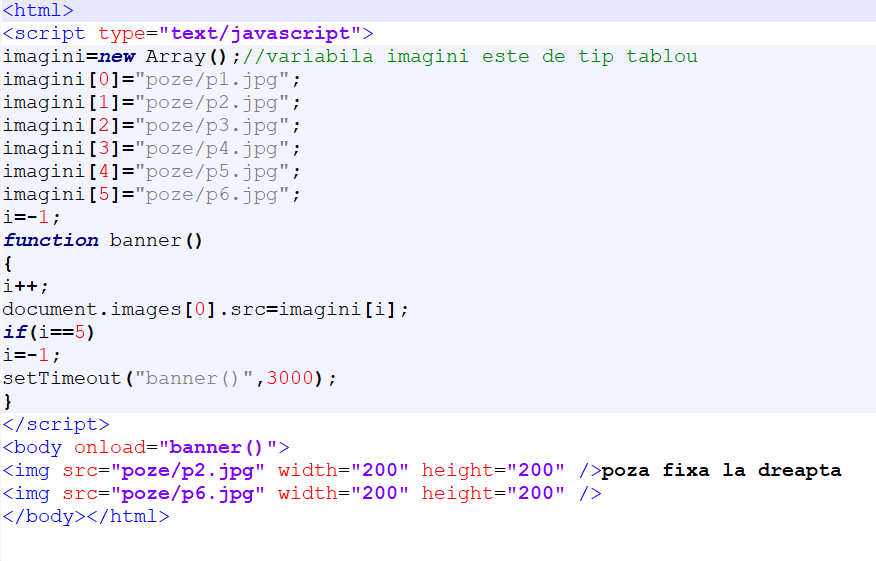 <html>
<script type="text/javascript">
imagini=new Array();//variabila imagini este de tip tablou
imagini[0]="poze/p1.jpg";
imagini[1]="poze/p2.jpg";
imagini[2]="poze/p3.jpg";
imagini[3]="poze/p4.jpg";
imagini[4]="poze/p5.jpg";
imagini[5]="poze/p6.jpg";
i=-1;
function banner()
{
i++;
document.images[0].src=imagini[i];
if(i==5)
i=-1;
setTimeout("banner()",3000);
}
</script>
<body onload="banner()">
<img src="poze/p2.jpg" width="200" height="200" />poza fixa la dreapta
<img src="poze/p6.jpg" width="200" height="200" />
</body></html>